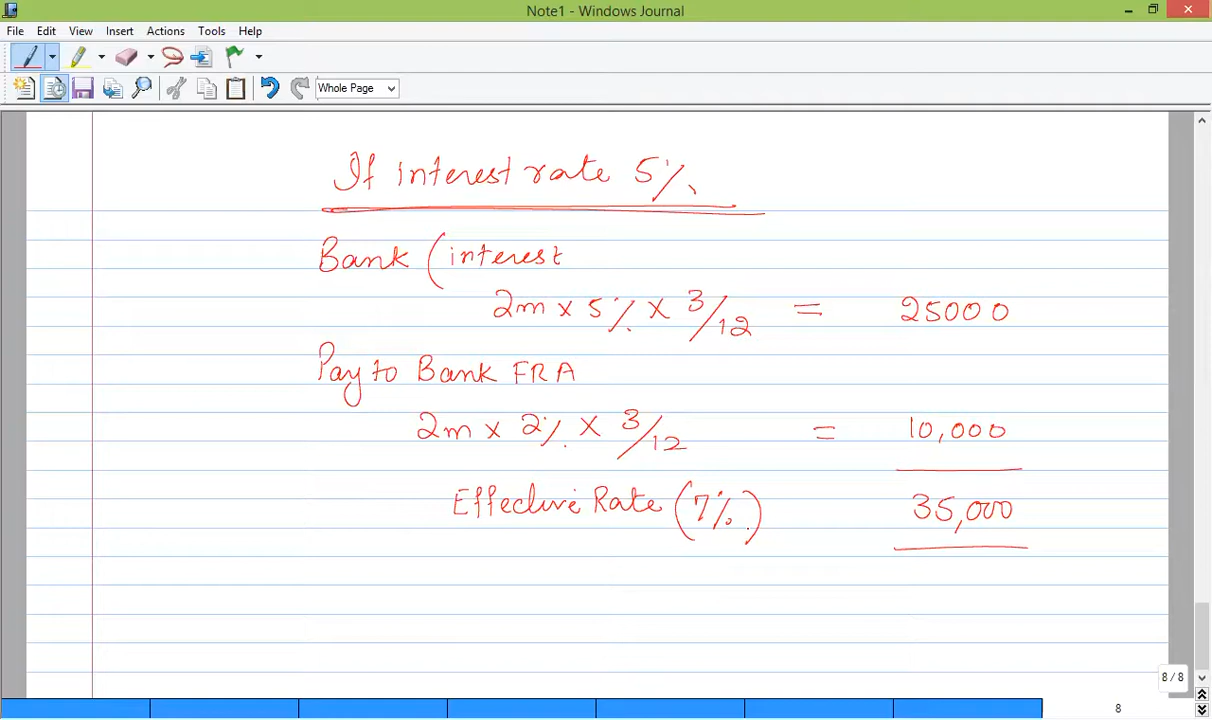 Note1 - Windows Journal
File Edit View Insert Actions Tools Help
Whole Page
If interest rate 5%
Bank (interest
2m x 5% x 3/12 = 25000
Pay to Bank FRA
2m x 2% x 3/12 = 10,000
Effective Rate (7%) 35,000
8/8
8